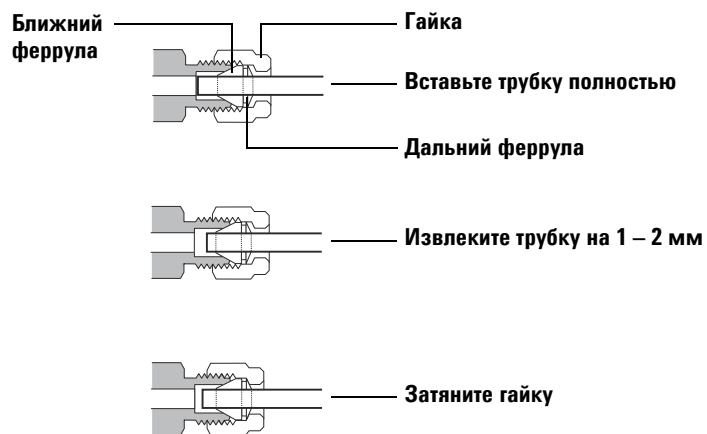 Ближний
феррула
Гайка
Вставьте трубку полностью
Дальний феррула
Извлеките трубку на 1 – 2 мм
Затяните гайку